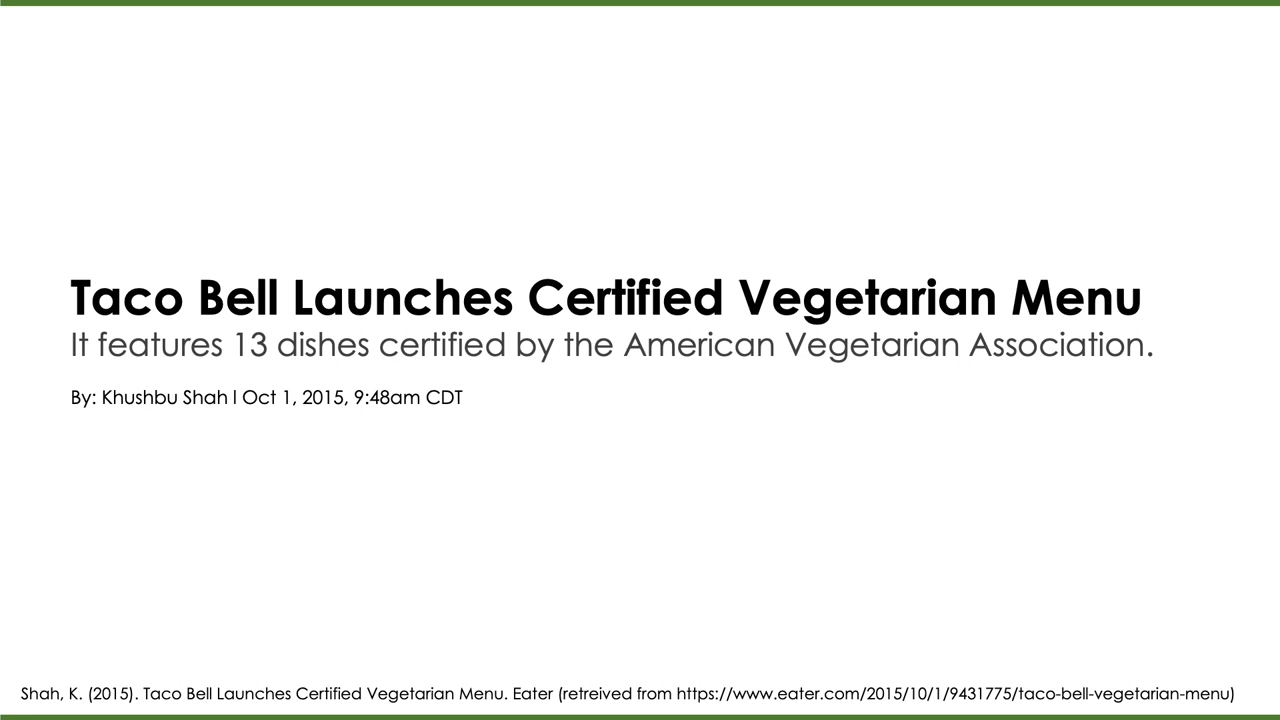 Taco Bell Launches Certified Vegetarian Menu
It features 13 dishes certified by the American Vegetarian Association.
By: Khushbu Shah l Oct 1, 2015, 9:48am CDT
Shah, K. (2015). Taco Bell Launches Certified Vegetarian Menu. Eater (retreived from https://www.eater.com/2015/10/1/9431775/taco-bell-vegetarian-menu)